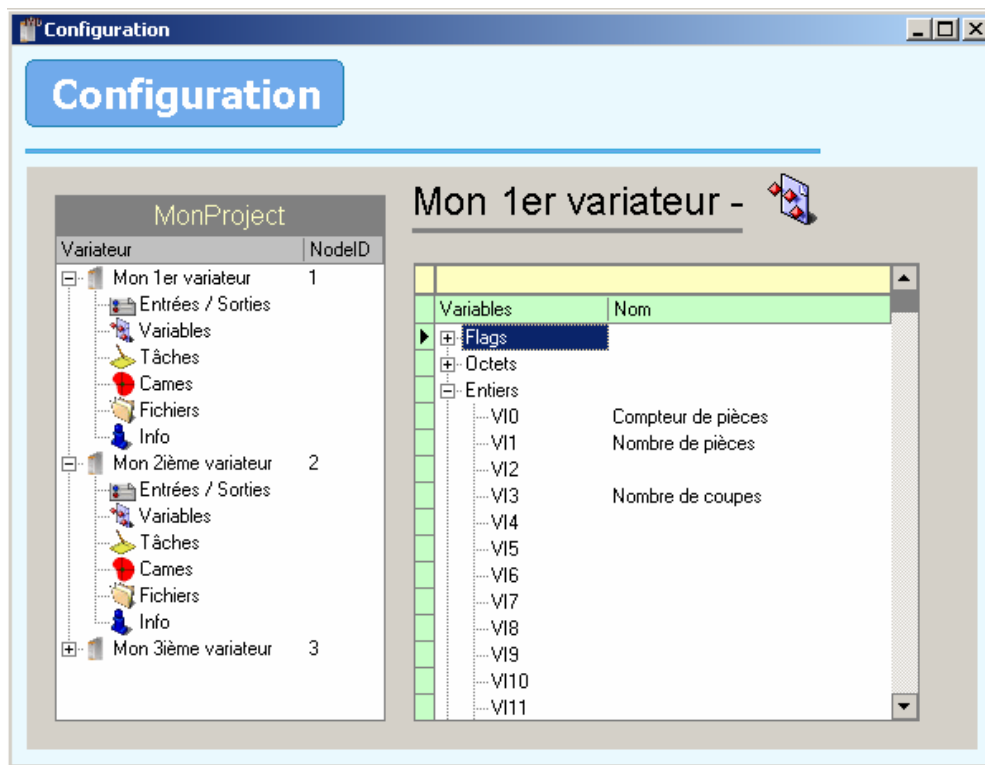 Configuration
Configuration
MonProject
Variateur NodeID
Mon 1er variateur 1
Entrées / Sorties
Variables
Tâches
Cames
Fichiers
Info
Mon 2ième variateur 2
Entrées / Sorties
Variables
Tâches
Cames
Fichiers
Info
Mon 3ième variateur 3
Mon 1er variateur -
Variables Nom
Flags
Octets
Entiers
VI0 Compteur de pièces
VI1 Nombre de pièces
VI2
VI3 Nombre de coupes
VI4
VI5
VI6
VI7
VI8
VI9
VI10
VI11